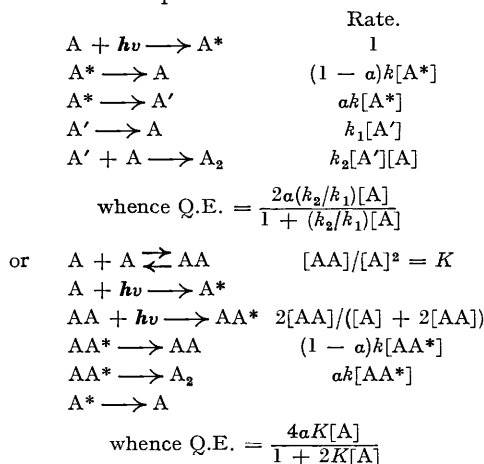 Rate.
A + hν ⟶ A* 1
A* ⟶ A (1 − a)k[A*]
A* ⟶ A′ ak[A*]
A′ ⟶ A k₁[A′]
A′ + A ⟶ A₂ k₂[A′][A]
whence Q.E. = 2a(k₂/k₁)[A] / 1 + (k₂/k₁)[A]
or A + A ⇄ AA [AA]/[A]² = K
A + hν ⟶ A*
AA + hν ⟶ AA* 2[AA]/([A] + 2[AA])
AA* ⟶ AA (1 − a)k[AA*]
AA* ⟶ A₂ ak[AA*]
A* ⟶ A
whence Q.E. = 4aK[A] / 1 + 2K[A]